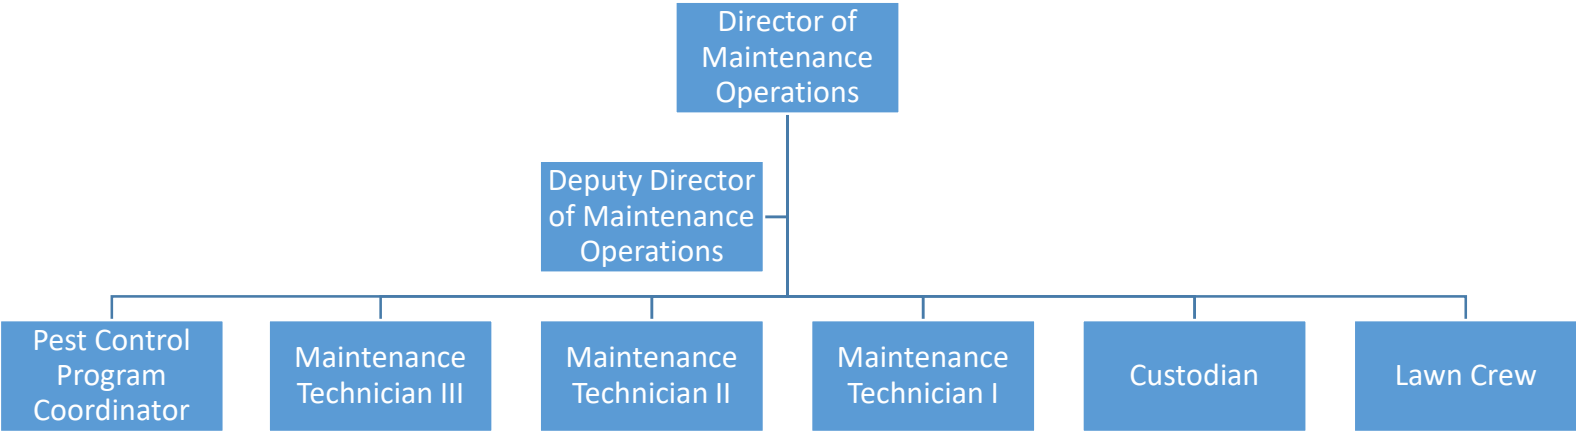 Director of
Maintenance
Operations
Deputy Director
of Maintenance
Operations
Pest Control
Program
Coordinator
Maintenance
Technician III
Maintenance
Technician II
Maintenance
Technician I
Custodian
Lawn Crew